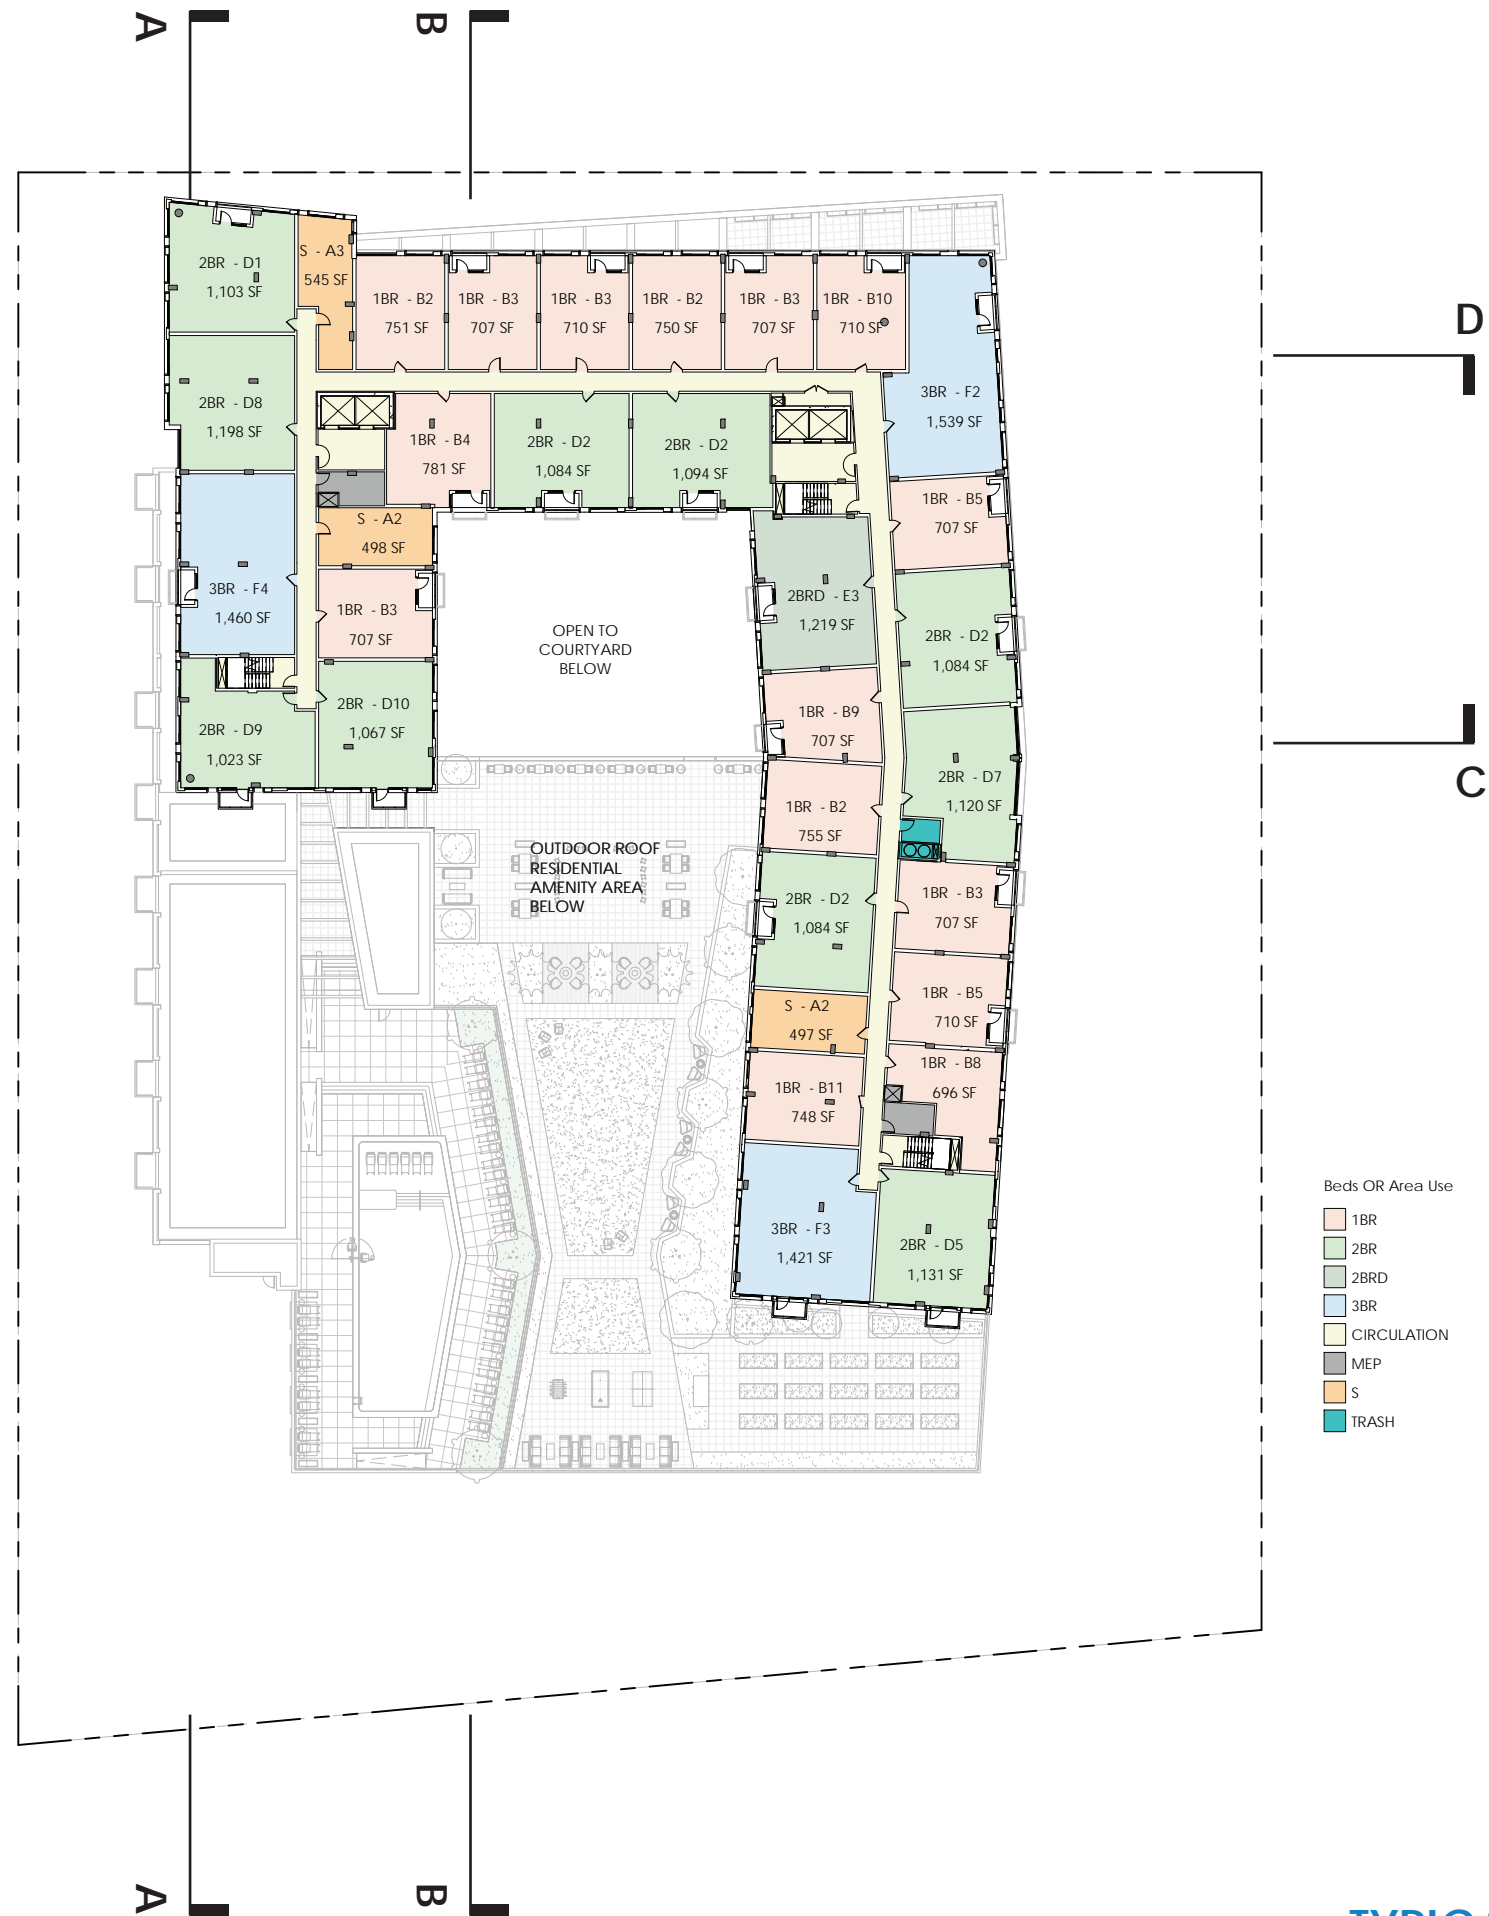 A
B
2BR - D1
1,103 SF
S - A3
545 SF
1BR - B2
751 SF
1BR - B3
707 SF
1BR - B3
710 SF
1BR - B2
750 SF
1BR - B3
707 SF
1BR - B10
710 SF
D
3BR - F2
1,539 SF
2BR - D8
1,198 SF
1BR - B4
781 SF
2BR - D2
1,084 SF
2BR - D2
1,094 SF
1BR - B5
707 SF
S - A2
498 SF
3BR - F4
1,460 SF
1BR - B3
707 SF
OPEN TO
COURTYARD
BELOW
2BRD - E3
1,219 SF
2BR - D2
1,084 SF
2BR - D9
1,023 SF
2BR - D10
1,067 SF
1BR - B9
707 SF
2BR - D7
1,120 SF
C
1BR - B2
755 SF
OUTDOOR ROOF
RESIDENTIAL
AMENITY AREA
BELOW
2BR - D2
1,084 SF
1BR - B3
707 SF
S - A2
497 SF
1BR - B5
710 SF
1BR - B11
748 SF
1BR - B8
696 SF
3BR - F3
1,421 SF
2BR - D5
1,131 SF
Beds OR Area Use
1BR
2BR
2BRD
3BR
CIRCULATION
MEP
S
TRASH
A
B